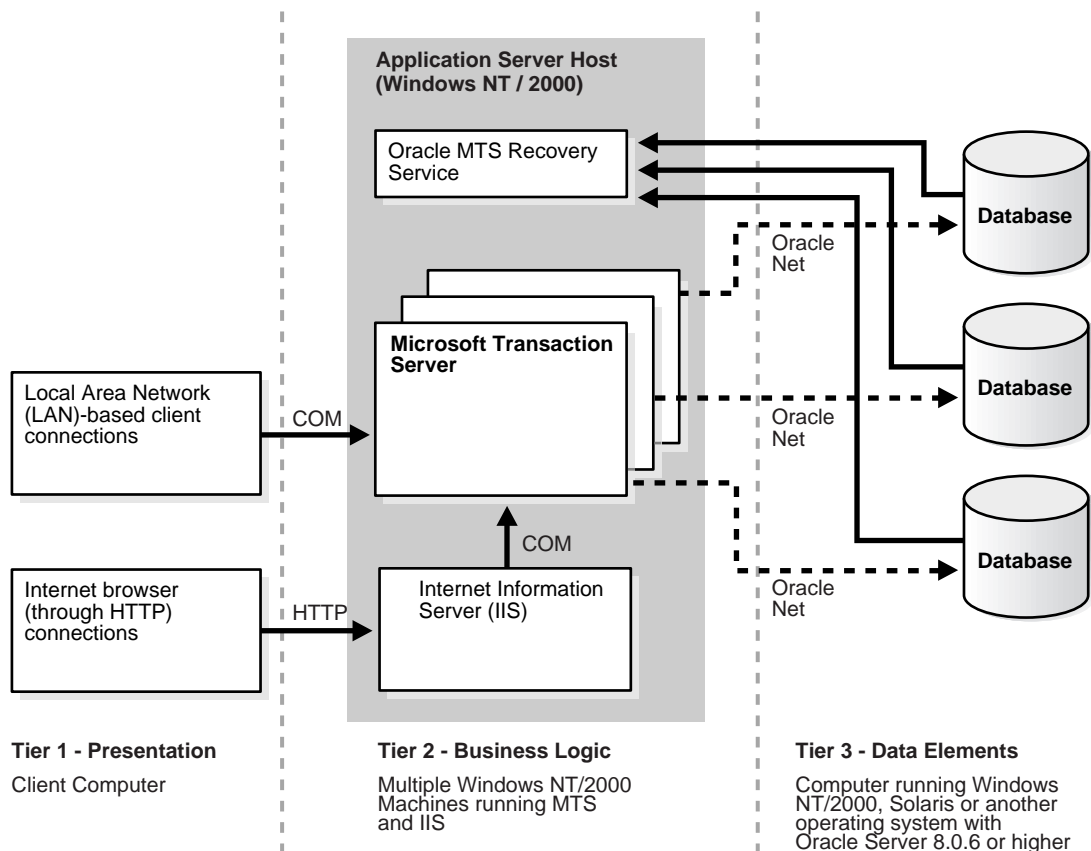 Application Server Host
(Windows NT / 2000)
Oracle MTS Recovery
Service
Database
Oracle
Net
Microsoft Transaction
Server
Database
Local Area Network
(LAN)-based client
connections
COM
Oracle
Net
COM
Database
Internet browser
(through HTTP)
connections
HTTP
Internet Information
Server (IIS)
Oracle
Net
Tier 1 - Presentation
Client Computer
Tier 2 - Business Logic
Multiple Windows NT/2000
Machines running MTS
and IIS
Tier 3 - Data Elements
Computer running Windows
NT/2000, Solaris or another
operating system with
Oracle Server 8.0.6 or higher